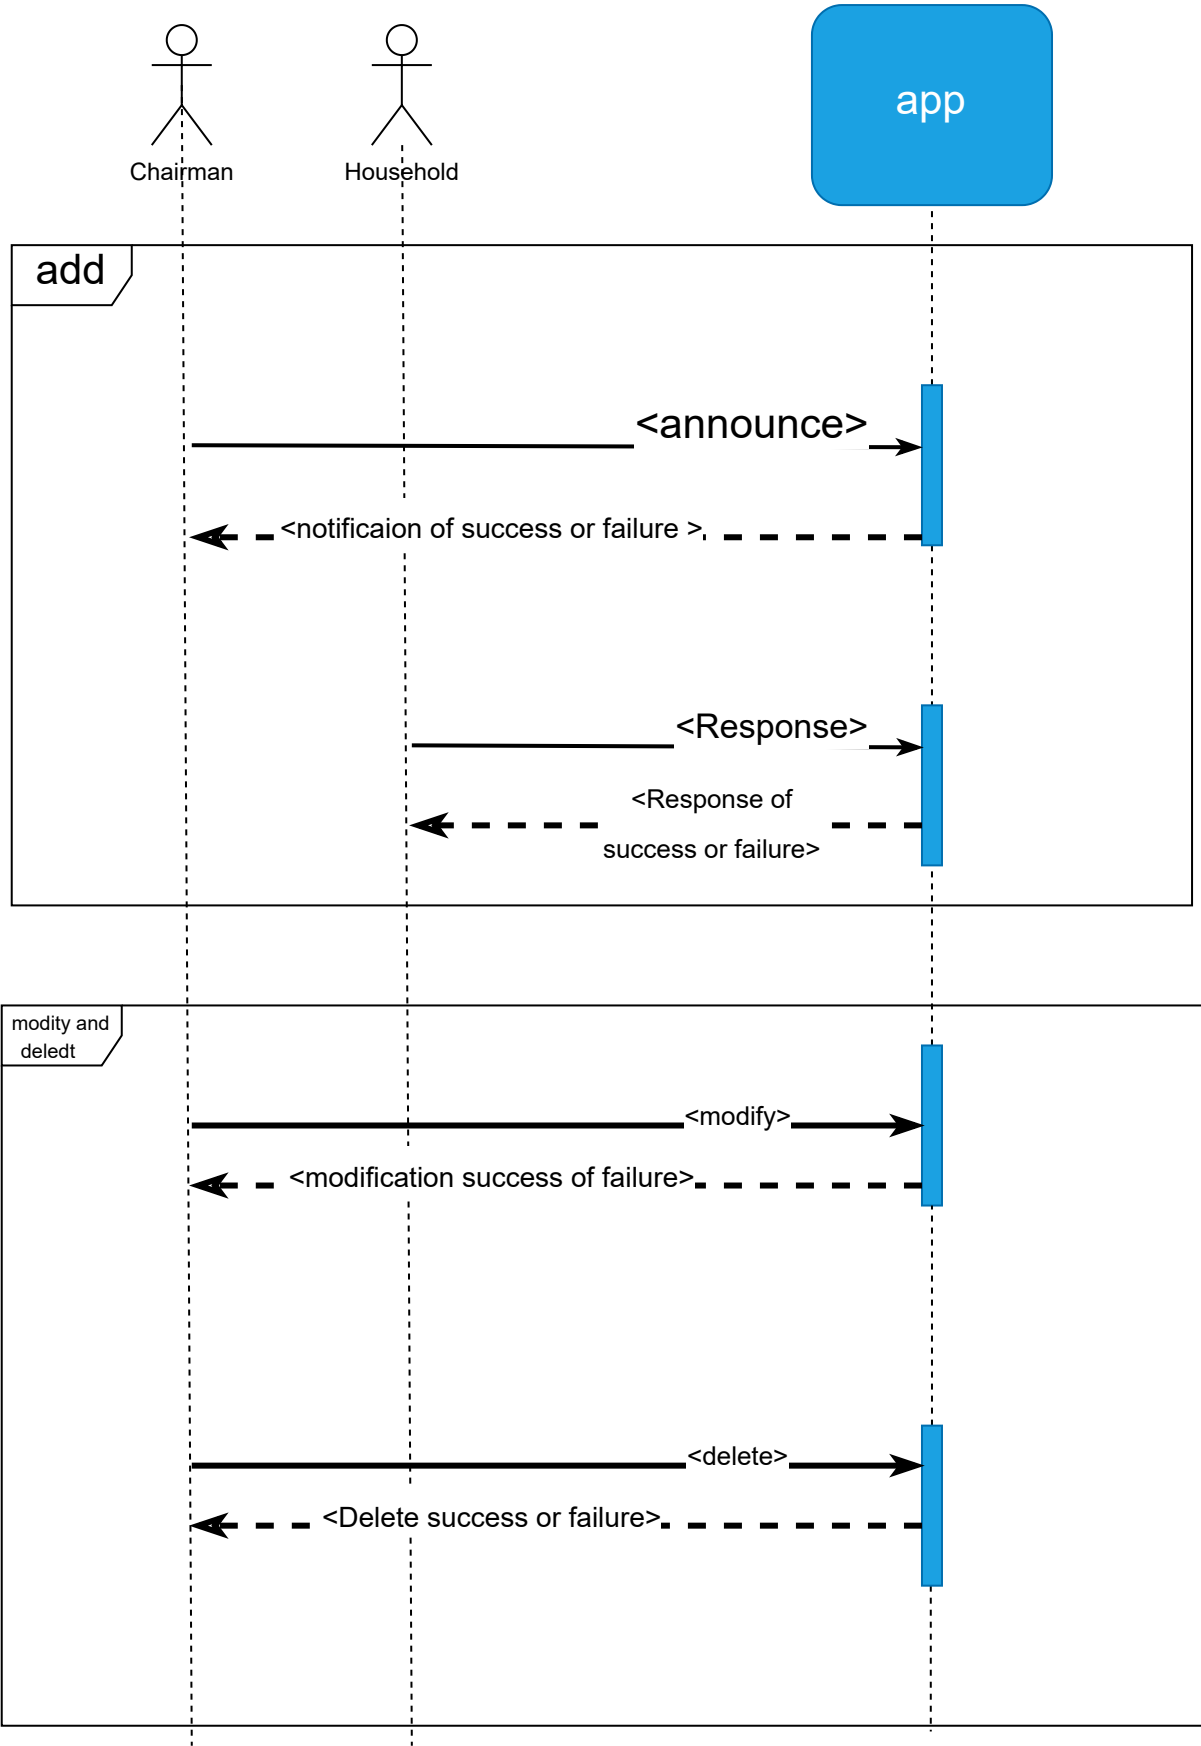 Chairman
Household
app
add
<announce>
<notificaion of success or failure >
<Response>
<Response of
success or failure>
modity and
deledt
<modify>
<modification success of failure>
<delete>
<Delete success or failure>